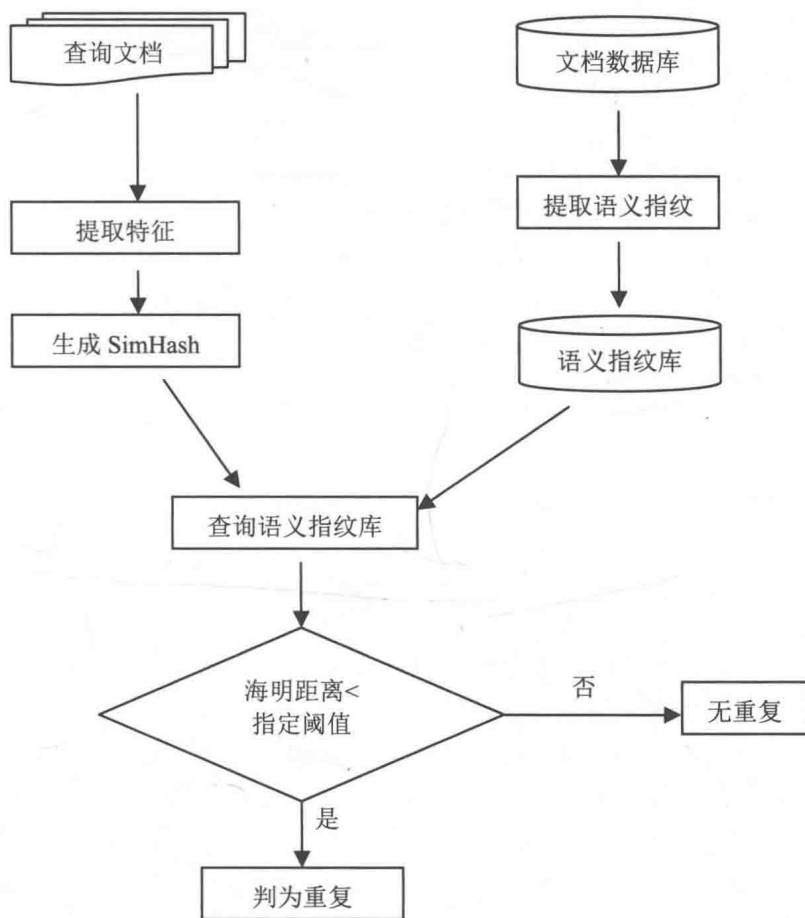 查询文档
文档数据库
提取特征
提取语义指纹
生成 SimHash
语义指纹库
查询语义指纹库
海明距离<
指定阈值
否
无重复
是
判为重复